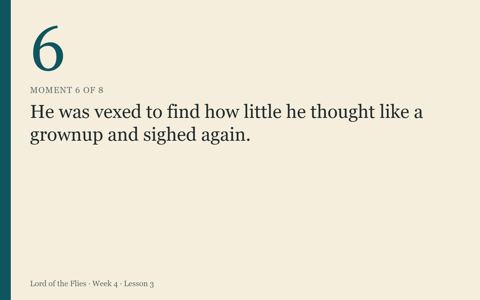 6
MOMENT 6 OF 8
He was vexed to find how little he thought like a
grownup and sighed again.
Lord of the Flies · Week 4 · Lesson 3